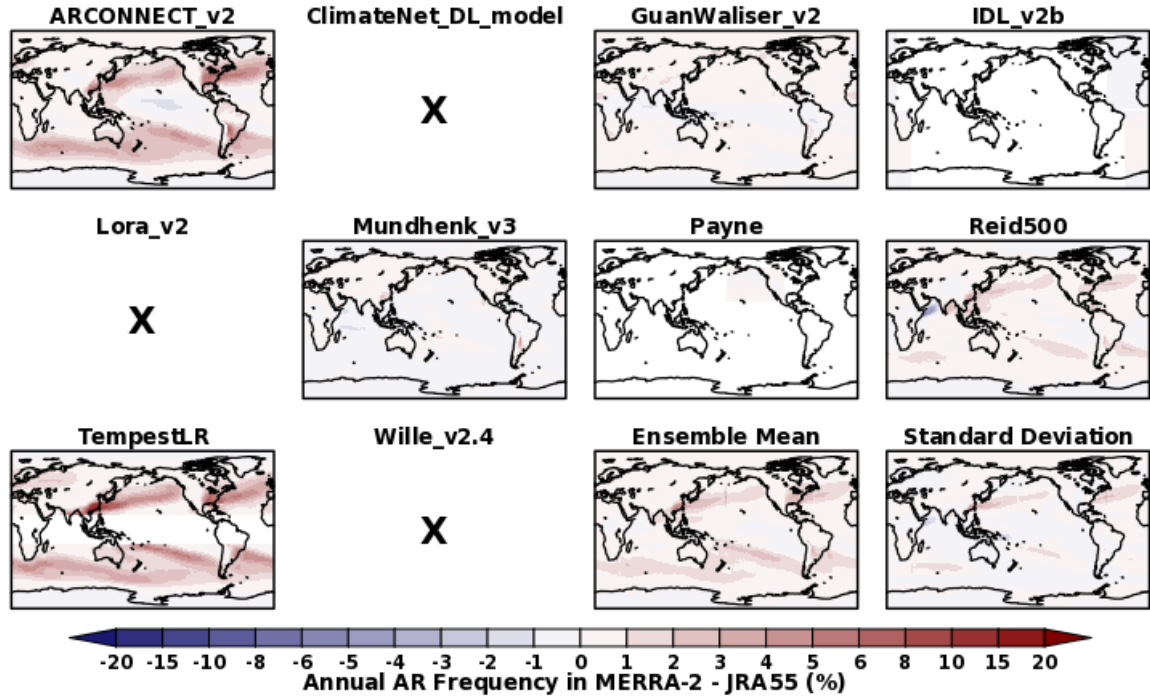 ARCONNECT_v2 ClimateNet_DL_model GuanWaliser_v2 IDL_v2b
X
Lora_v2 Mundhenk_v3 Payne Reid500
X
TempestLR Wille_v2.4 Ensemble Mean Standard Deviation
X
-20 -15 -10 -8 -6 -5 -4 -3 -2 -1 0 1 2 3 4 5 6 8 10 15 20
Annual AR Frequency in MERRA-2 - JRA55 (%)